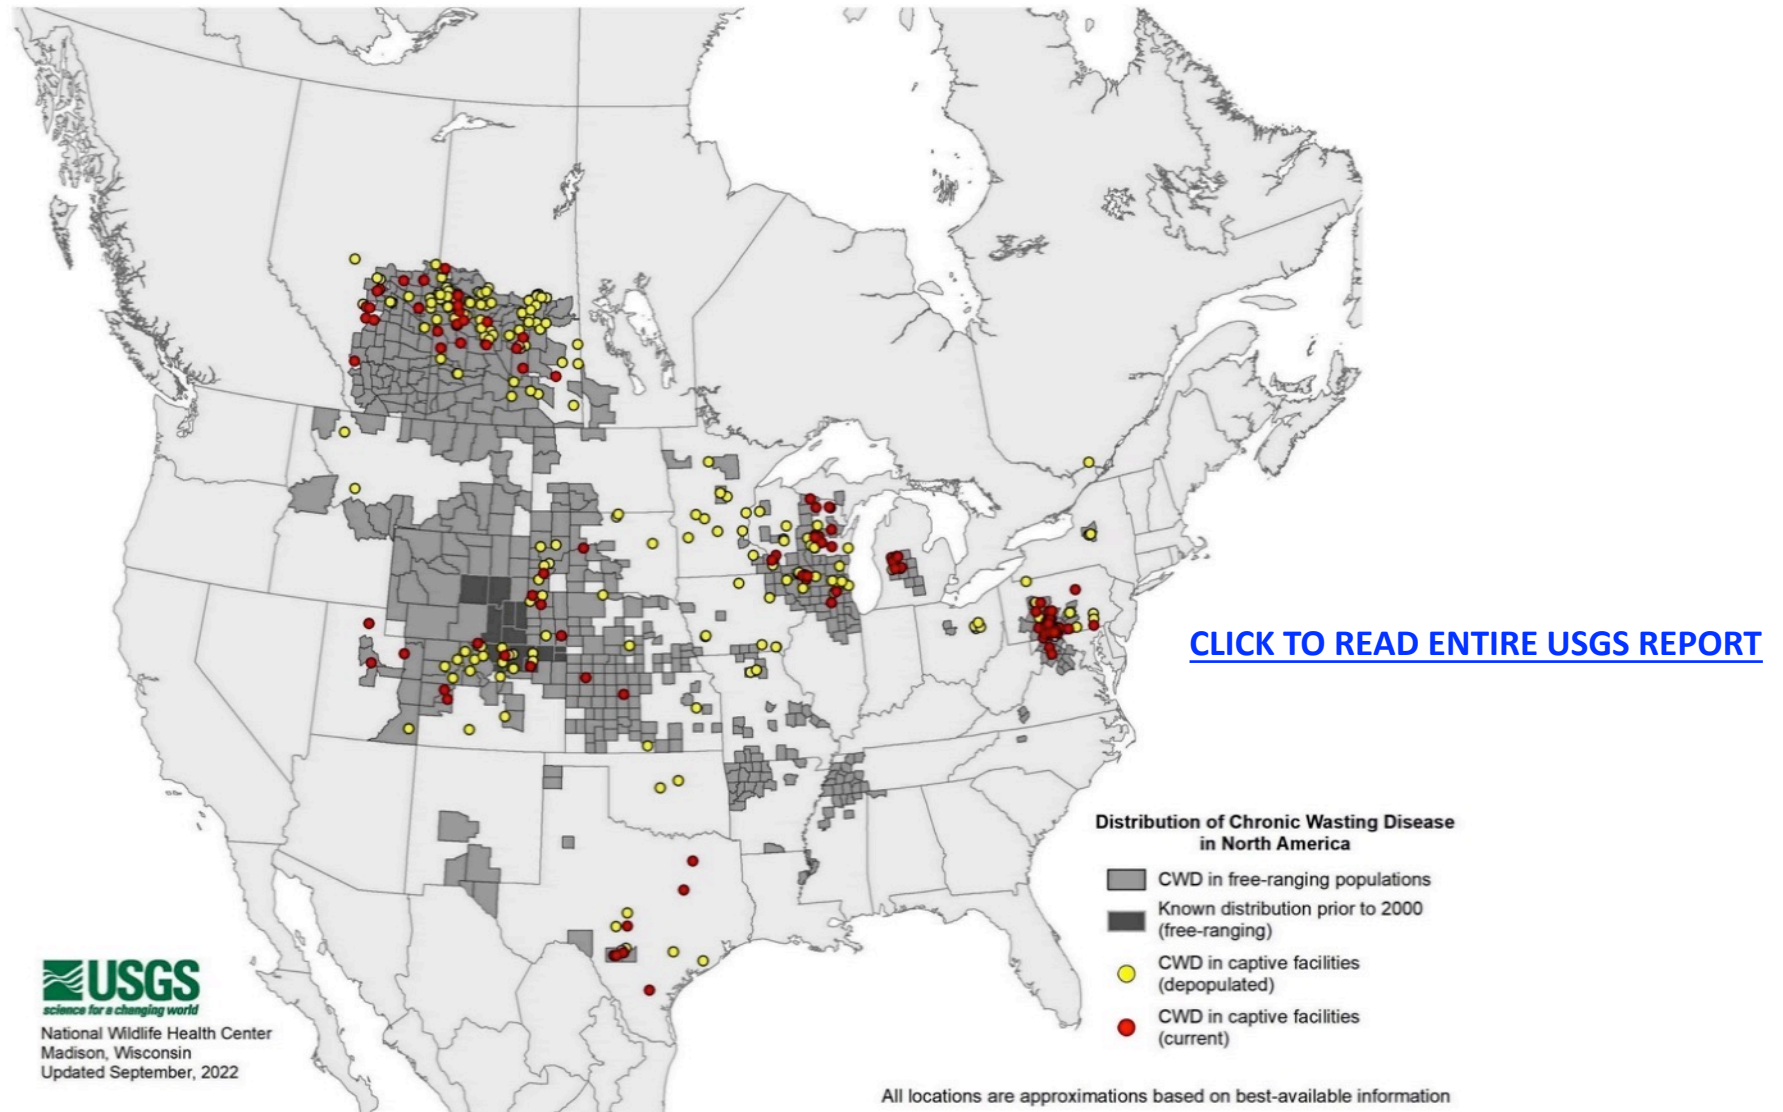 CLICK TO READ ENTIRE USGS REPORT
Distribution of Chronic Wasting Disease
in North America
CWD in free-ranging populations
Known distribution prior to 2000
(free-ranging)
CWD in captive facilities
(depopulated)
CWD in captive facilities
(current)
USGS
science for a changing world
National Wildlife Health Center
Madison, Wisconsin
Updated September, 2022
All locations are approximations based on best-available information